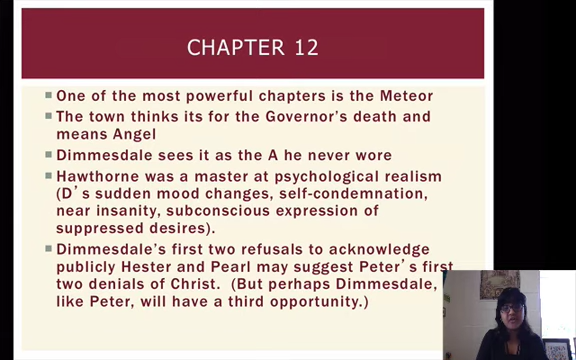 CHAPTER 12
▪ One of the most powerful chapters is the Meteor
▪ The town thinks its for the Governor's death and
means Angel
▪ Dimmesdale sees it as the A he never wore
▪ Hawthorne was a master at psychological realism
(D's sudden mood changes, self-condemnation,
near insanity, subconscious expression of
suppressed desires).
▪ Dimmesdale's first two refusals to acknowledge
publicly Hester and Pearl may suggest Peter's first
two denials of Christ. (But perhaps Dimmesdale,
like Peter, will have a third opportunity.)